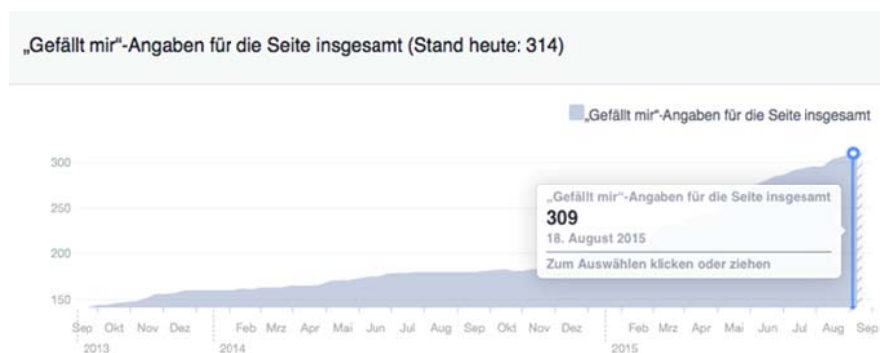 „Gefällt mir“-Angaben für die Seite insgesamt (Stand heute: 314)
„Gefällt mir“-Angaben für die Seite insgesamt
300
250
200
150
„Gefällt mir“-Angaben für die Seite insgesamt
309
18. August 2015
Zum Auswählen klicken oder ziehen
Sep Okt Nov Dez Feb Mrz Apr Mai Jun Jul Aug Sep Okt Nov Dez Feb Mrz Apr Mai Jun Jul Aug Sep
2013 2014 2015